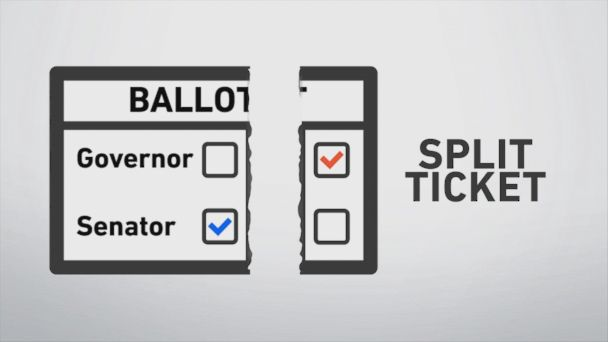 BALLOT
SPLIT
TICKET
Governor
Senator